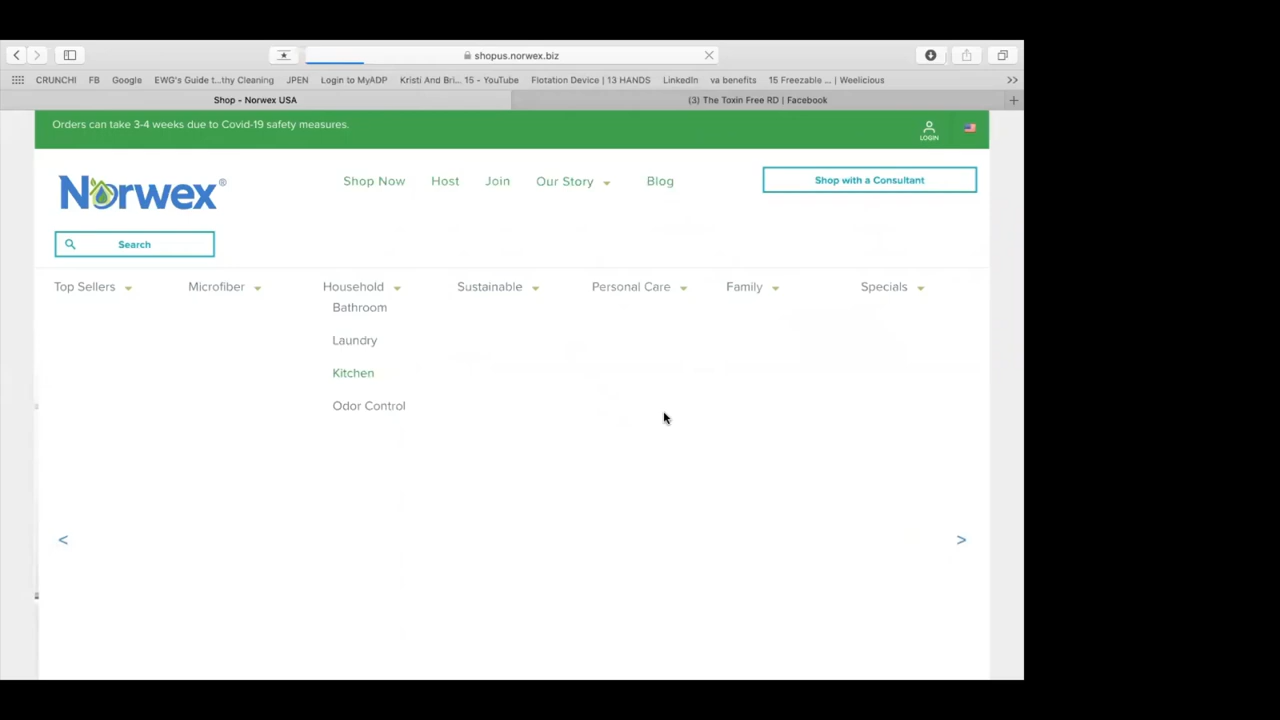 shopus.norwex.biz
CRUNCHI FB Google EWG's Guide t...thy Cleaning JPEN Login to MyADP Kristi And Bri... 15 - YouTube Flotation Device | 13 HANDS LinkedIn va benefits 15 Freezable ... | Weelicious >>
Shop - Norwex USA (3) The Toxin Free RD | Facebook +
Orders can take 3-4 weeks due to Covid-19 safety measures. LOGIN
Norwex® Shop Now Host Join Our Story Blog Shop with a Consultant
Search
Top Sellers Microfiber Household Sustainable Personal Care Family Specials
Bathroom
Laundry
Kitchen
Odor Control
< >